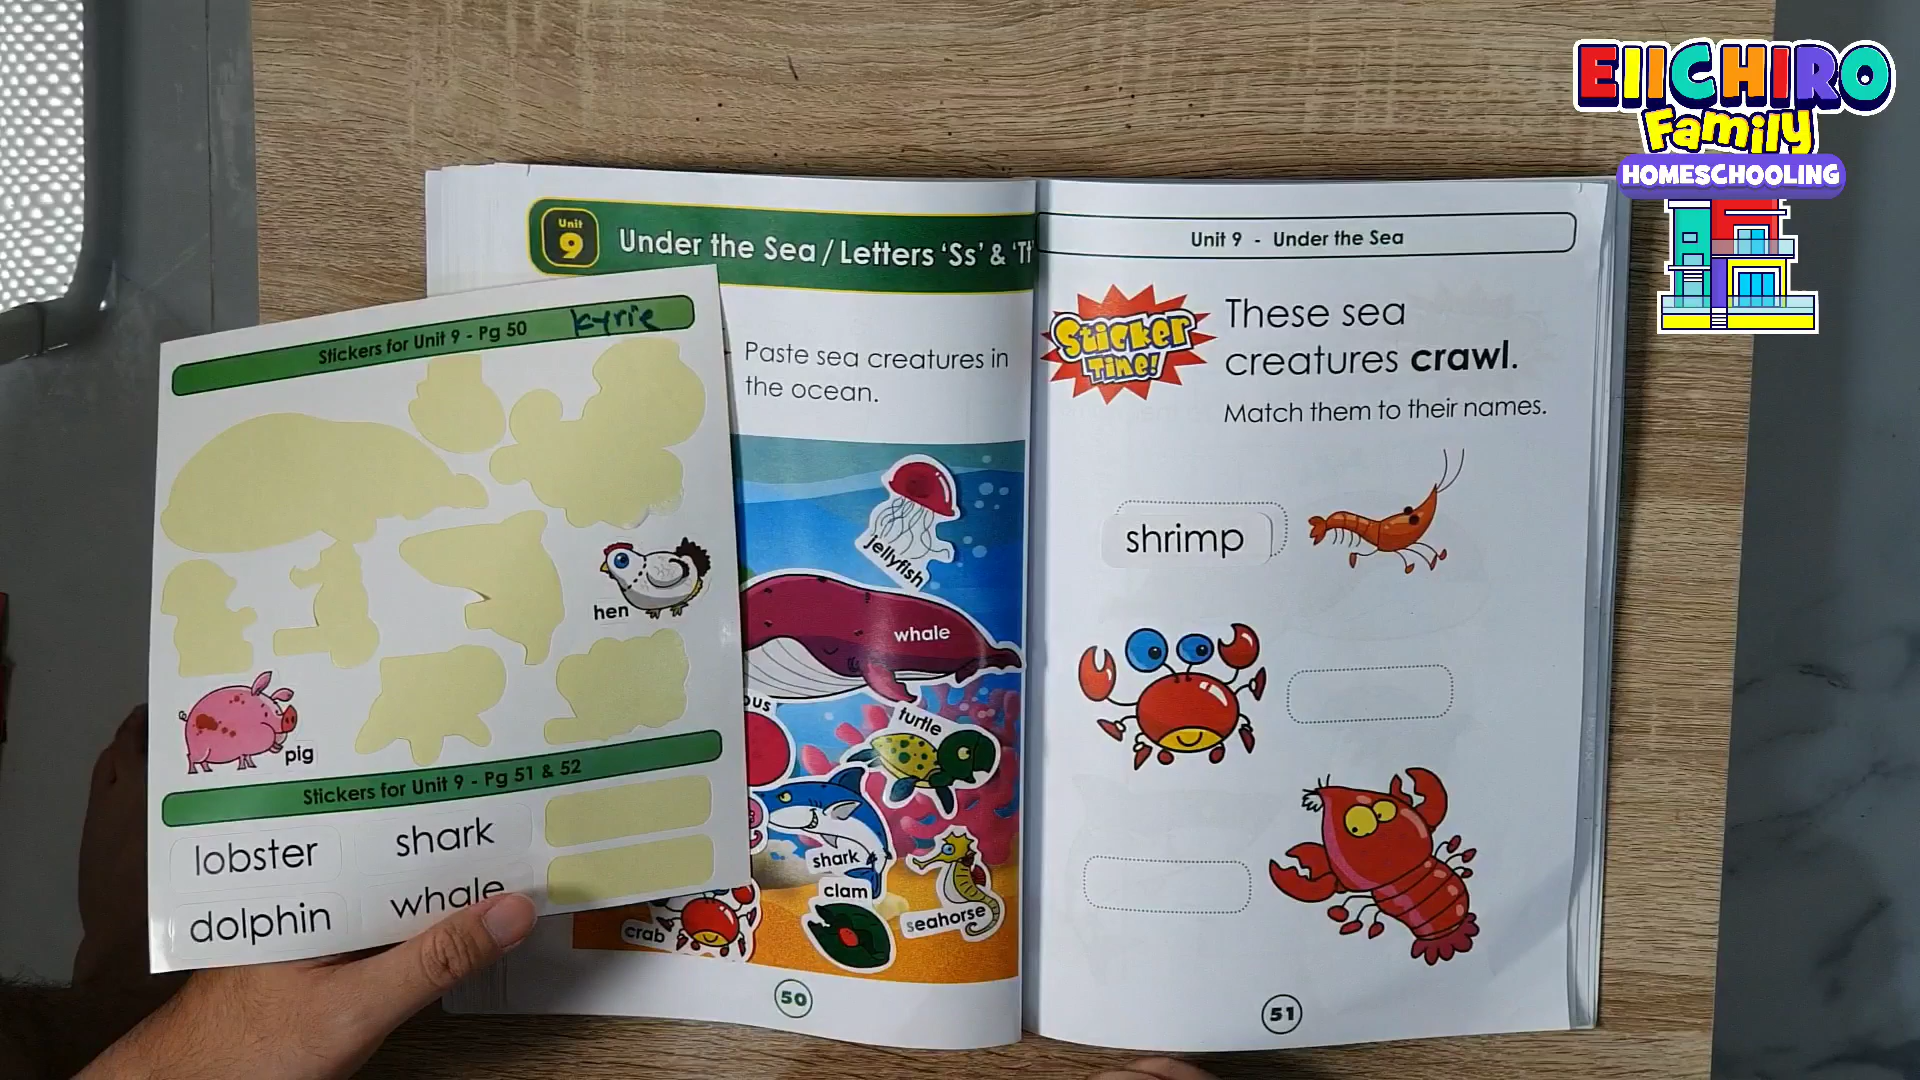 EIICHIRO
Family
HOMESCHOOLING
Unit
9
Under the Sea / Letters 'Ss' & 'Tt'
Paste sea creatures in
the ocean.
jellyfish
whale
turtle
shark
clam
seahorse
crab
50
Stickers for Unit 9 - Pg 50
Kyrie
hen
pig
Stickers for Unit 9 - Pg 51 & 52
lobster
shark
dolphin
whale
Unit 9 - Under the Sea
Sticker
Time!
These sea
creatures crawl.
Match them to their names.
shrimp
51